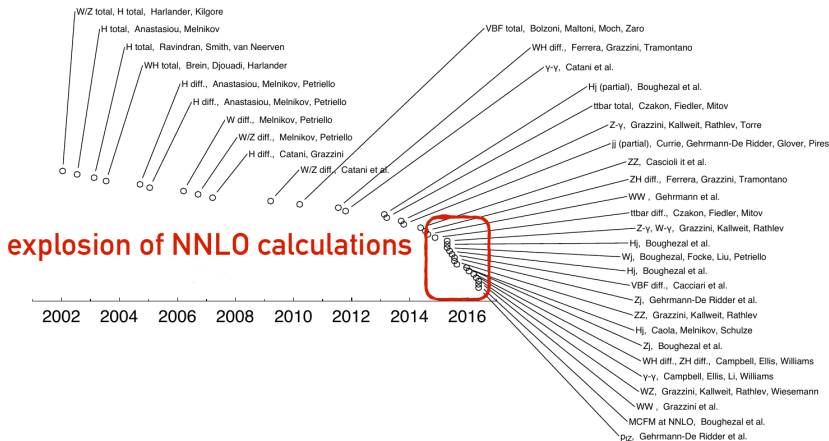 W/Z total, H total, Harlander, Kilgore
H total, Anastasiou, Melnikov
H total, Ravindran, Smith, van Neerven
WH total, Brein, Djouadi, Harlander
H diff., Anastasiou, Melnikov, Petriello
H diff., Anastasiou, Melnikov, Petriello
W diff., Melnikov, Petriello
W/Z diff., Melnikov, Petriello
H diff., Catani, Grazzini
W/Z diff., Catani et al.
VBF total, Bolzoni, Maltoni, Moch, Zaro
WH diff., Ferrera, Grazzini, Tramontano
γ-γ, Catani et al.
Hj (partial), Boughezal et al.
ttbar total, Czakon, Fiedler, Mitov
Z-γ, Grazzini, Kallweit, Rathlev, Torre
jj (partial), Currie, Gehrmann-De Ridder, Glover, Pires
ZZ, Cascioli it et al.
ZH diff., Ferrera, Grazzini, Tramontano
WW , Gehrmann et al.
ttbar diff., Czakon, Fiedler, Mitov
Z-γ, W-γ, Grazzini, Kallweit, Rathlev
Hj, Boughezal et al.
Wj, Boughezal, Focke, Liu, Petriello
Hj, Boughezal et al.
VBF diff., Cacciari et al.
Zj, Gehrmann-De Ridder et al.
ZZ, Grazzini, Kallweit, Rathlev
Hj, Caola, Melnikov, Schulze
Zj, Boughezal et al.
WH diff., ZH diff., Campbell, Ellis, Williams
γ-γ, Campbell, Ellis, Li, Williams
WZ, Grazzini, Kallweit, Rathlev, Wiesemann
WW , Grazzini et al.
MCFM at NNLO, Boughezal et al.
ptZ, Gehrmann-De Ridder et al.
explosion of NNLO calculations
2002 2004 2006 2008 2010 2012 2014 2016